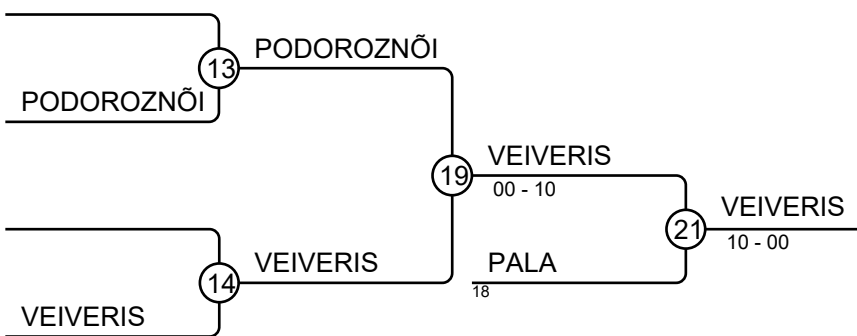 PODOROZNÕI
13
PODOROZNÕI
VEIVERIS
19
00 - 10
VEIVERIS
21
10 - 00
VEIVERIS
PALA
14
18
VEIVERIS